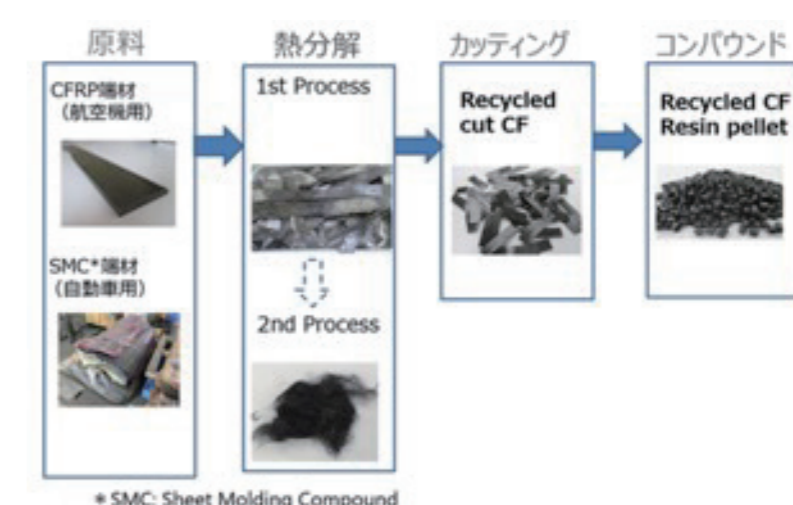 原料
CFRP端材
(航空機用)
SMC*端材
(自動車用)
熱分解
1st Process
2nd Process
カッティング
Recycled
cut CF
コンパウンド
Recycled CF
Resin pellet
* SMC: Sheet Molding Compound